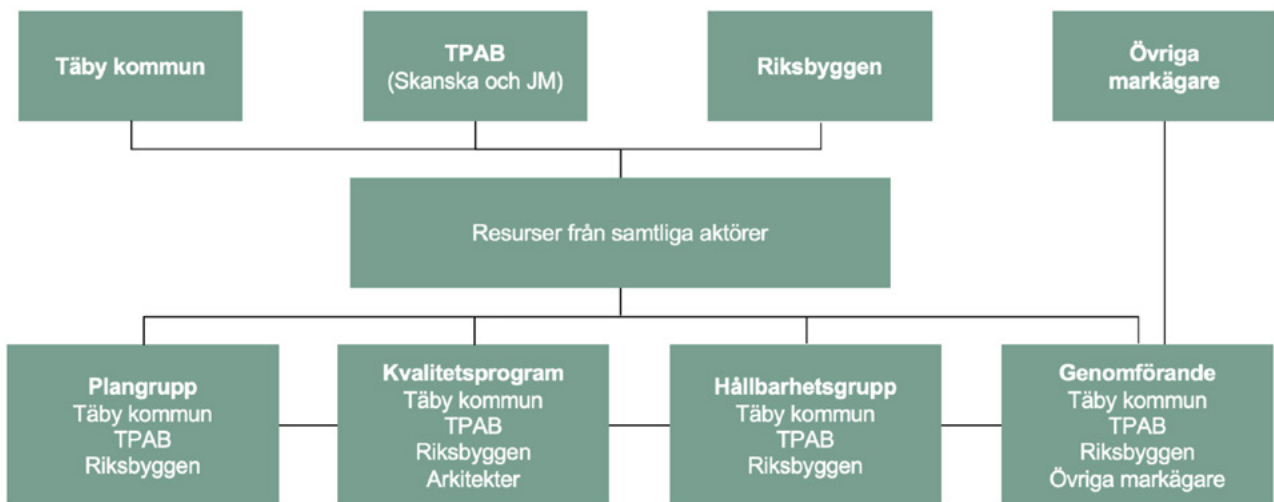 Täby kommun
TPAB
(Skanska och JM)
Riksbyggen
Övriga
markägare
Resurser från samtliga aktörer
Plangrupp
Täby kommun
TPAB
Riksbyggen
Kvalitetsprogram
Täby kommun
TPAB
Riksbyggen
Arkitekter
Hållbarhetsgrupp
Täby kommun
TPAB
Riksbyggen
Genomförande
Täby kommun
TPAB
Riksbyggen
Övriga markägare